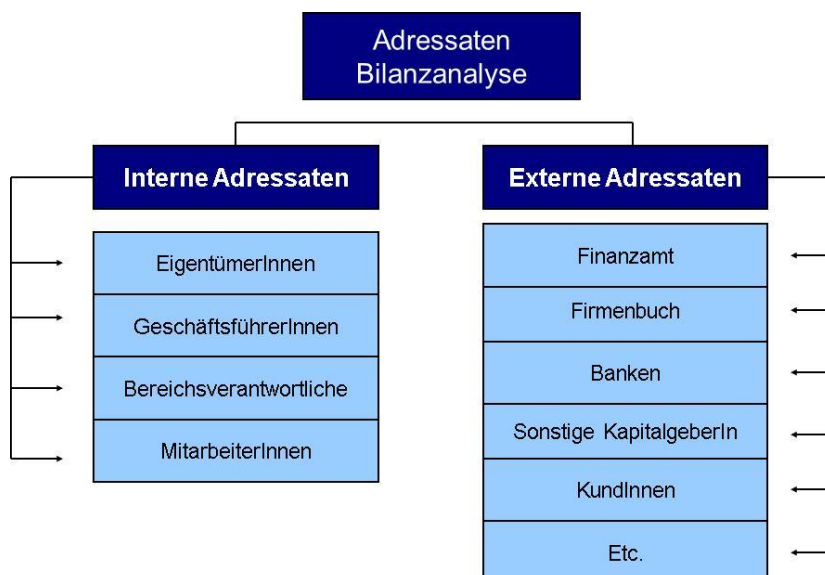 Adressaten
Bilanzanalyse
Interne Adressaten
EigentümerInnen
GeschäftsführerInnen
Bereichsverantwortliche
MitarbeiterInnen
Externe Adressaten
Finanzamt
Firmenbuch
Banken
Sonstige KapitalgeberIn
KundInnen
Etc.